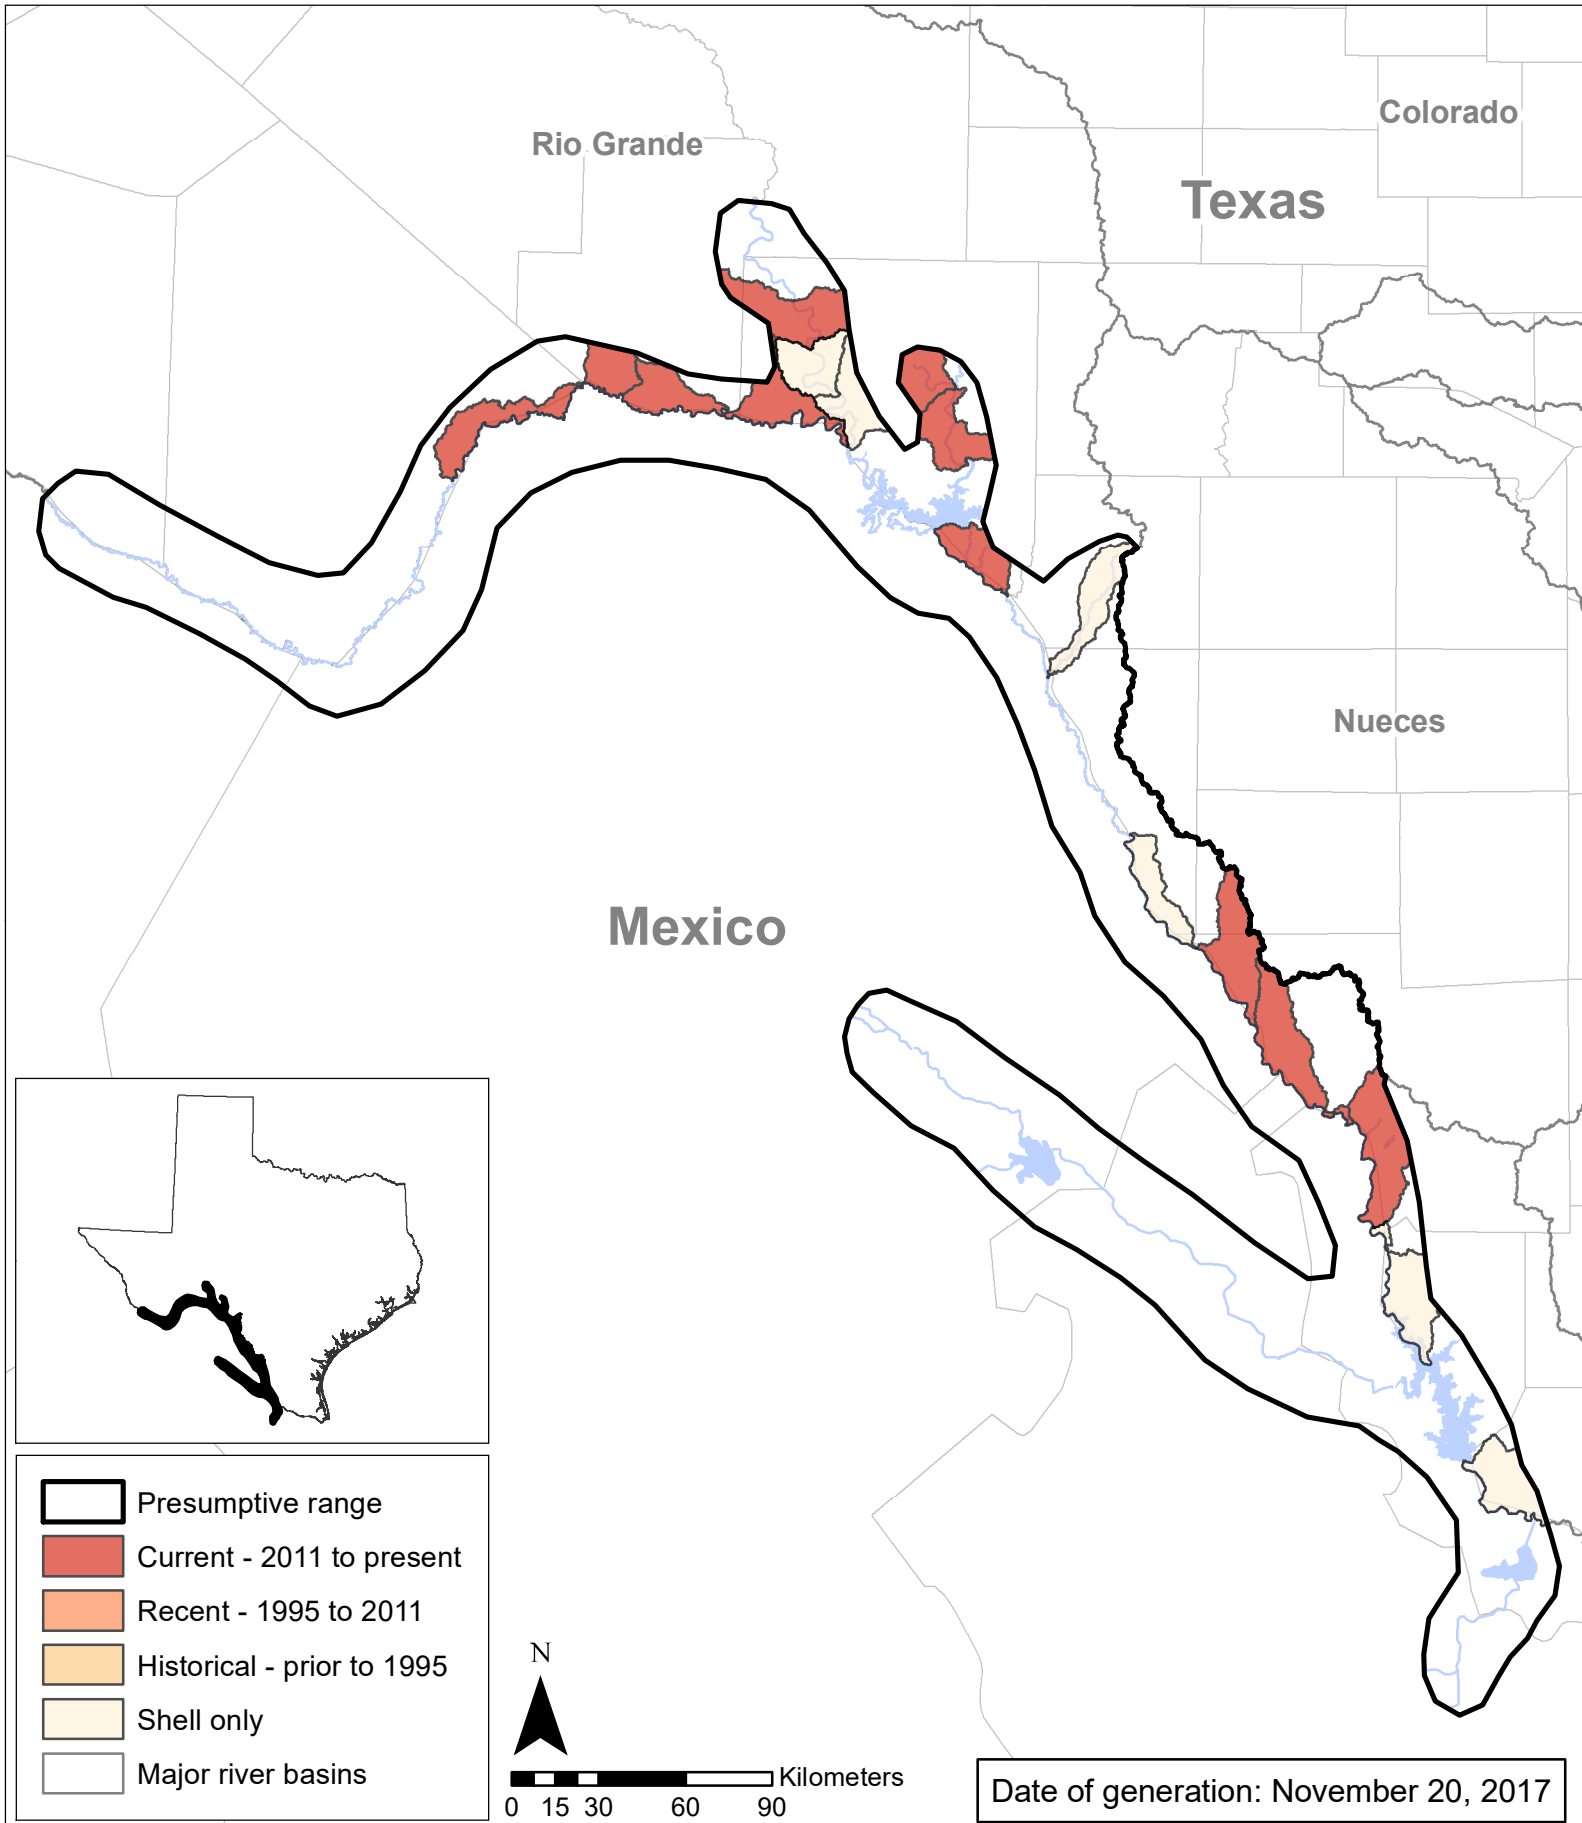 Colorado
Rio Grande
Texas
Nueces
Mexico
Presumptive range
Current - 2011 to present
Recent - 1995 to 2011
Historical - prior to 1995
Shell only
Major river basins
N
Kilometers
0 15 30 60 90
Date of generation: November 20, 2017